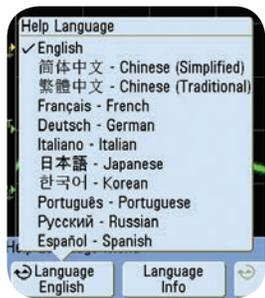 Help Language
✓ English
简体中文 - Chinese (Simplified)
繁體中文 - Chinese (Traditional)
Français - French
Deutsch - German
Italiano - Italian
日本語 - Japanese
한국어 - Korean
Português - Portuguese
Русский - Russian
Español - Spanish
Language
English
Language
Info